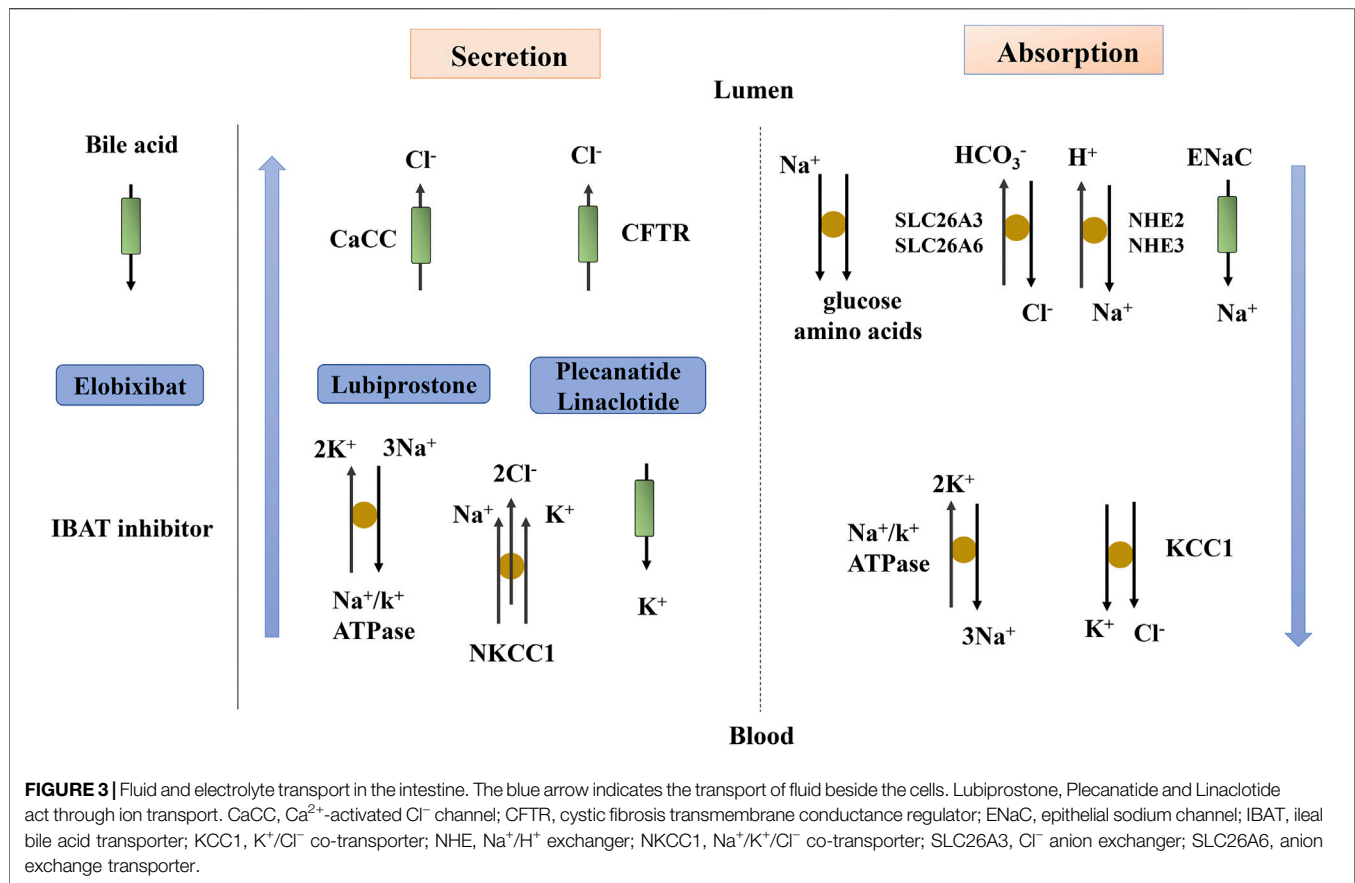 Secretion
Absorption
Lumen
Bile acid
Cl⁻
Cl⁻
CaCC
CFTR
Na⁺
glucose
amino acids
HCO₃⁻
SLC26A3
SLC26A6
Cl⁻
H⁺
NHE2
NHE3
Na⁺
ENaC
Na⁺
Elobixibat
Lubiprostone
Plecanatide
Linaclotide
IBAT inhibitor
2K⁺ 3Na⁺
Na⁺/k⁺
ATPase
2Cl⁻
Na⁺ K⁺
NKCC1
K⁺
2K⁺
Na⁺/k⁺
ATPase
3Na⁺
KCC1
K⁺ Cl⁻
Blood
FIGURE 3 | Fluid and electrolyte transport in the intestine. The blue arrow indicates the transport of fluid beside the cells. Lubiprostone, Plecanatide and Linaclotide
act through ion transport. CaCC, Ca²⁺-activated Cl⁻ channel; CFTR, cystic fibrosis transmembrane conductance regulator; ENaC, epithelial sodium channel; IBAT, ileal
bile acid transporter; KCC1, K⁺/Cl⁻ co-transporter; NHE, Na⁺/H⁺ exchanger; NKCC1, Na⁺/K⁺/Cl⁻ co-transporter; SLC26A3, Cl⁻ anion exchanger; SLC26A6, anion
exchange transporter.